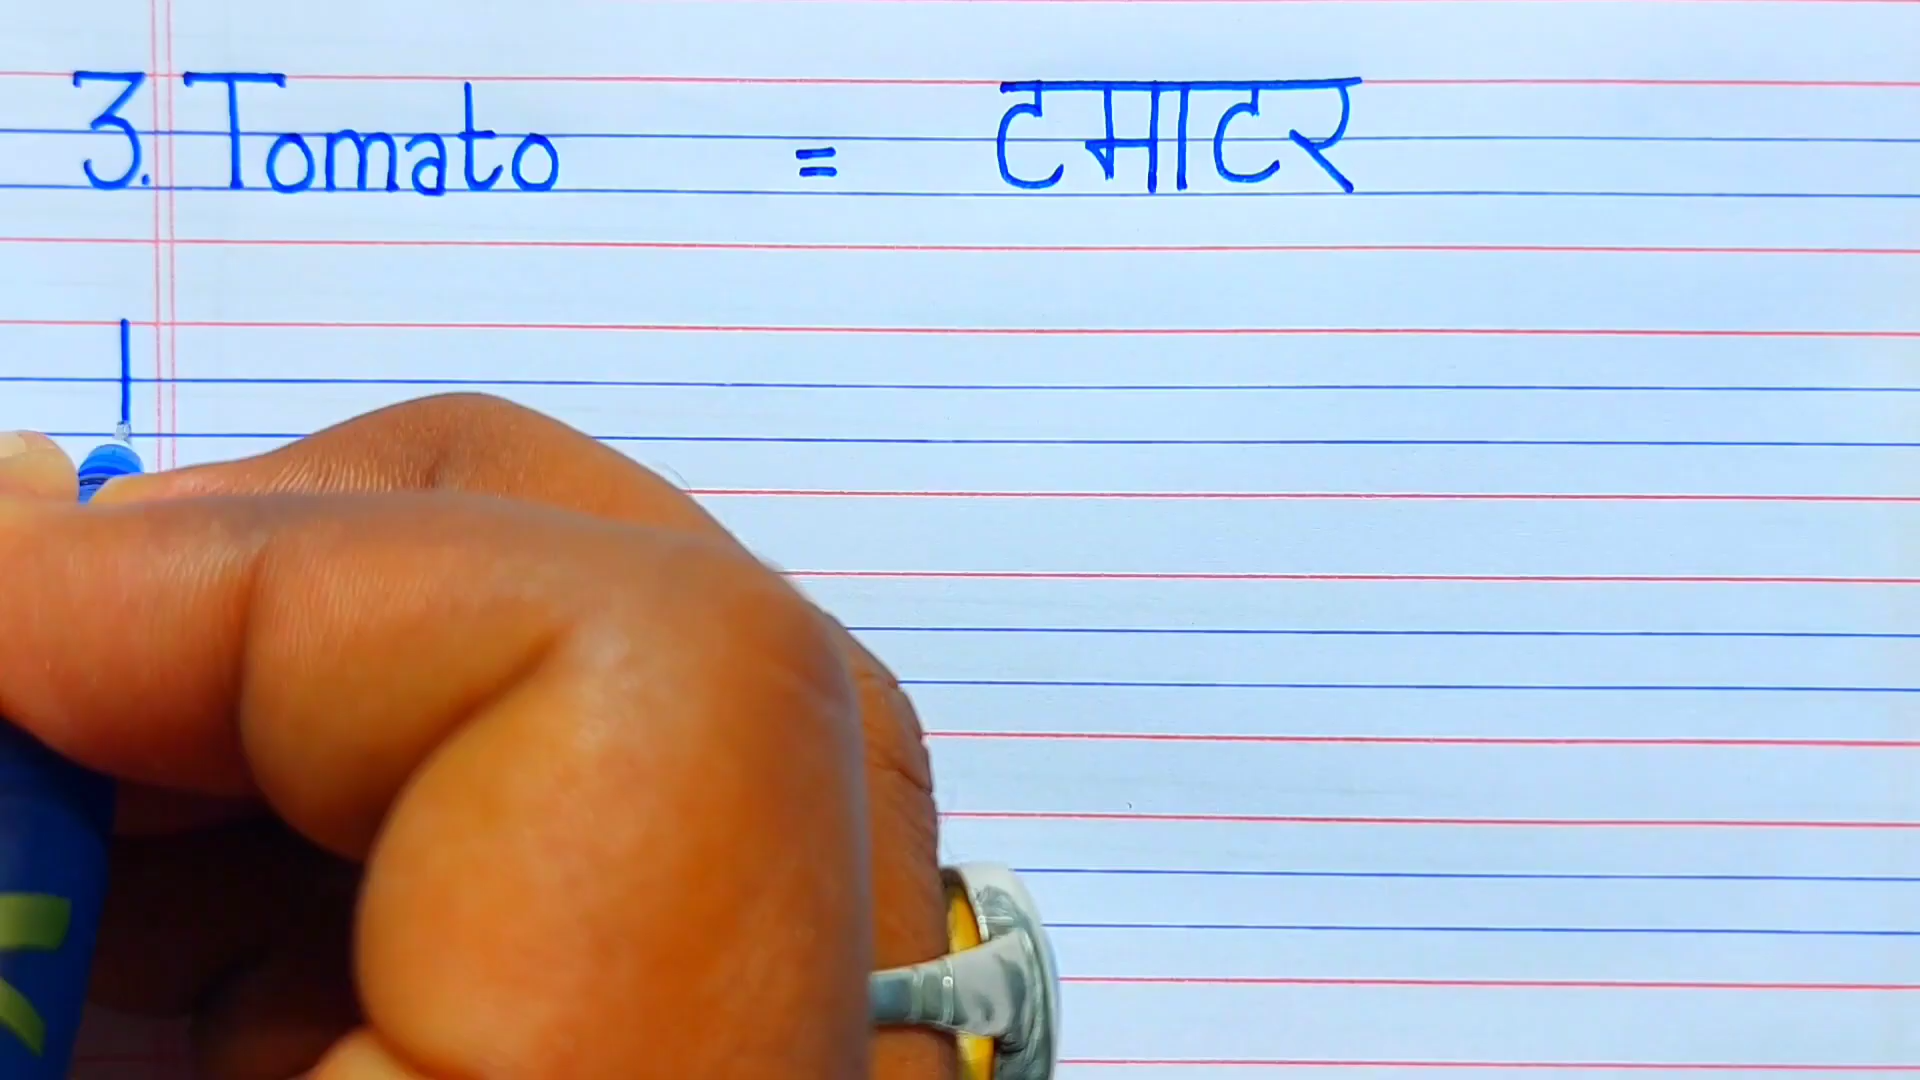 3. Tomato = टमाटर